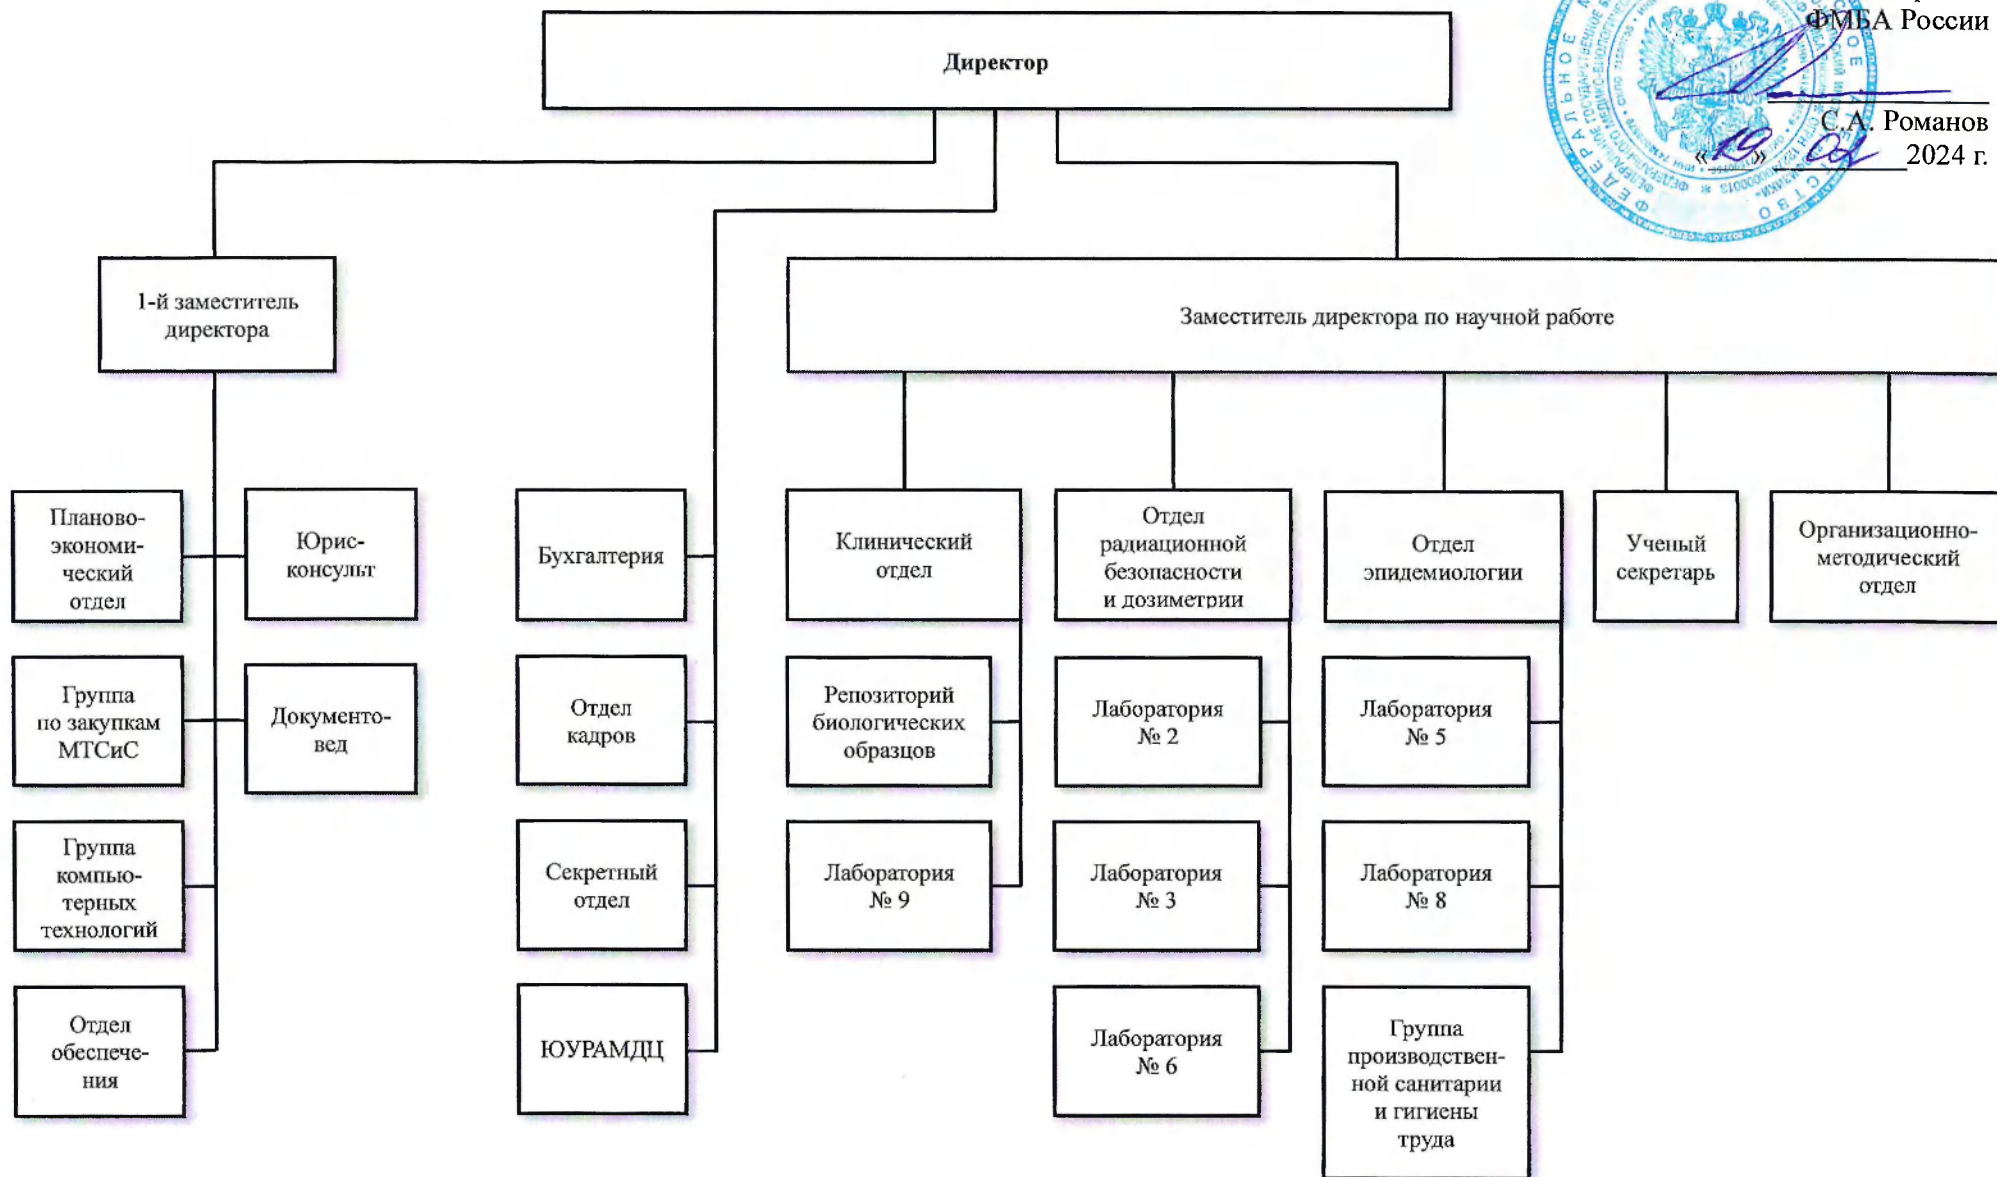 Директор
ФМБА России
С.А. Романов
«19» 02 2024 г.
1-й заместитель
директора
Заместитель директора по научной работе
Планово-
экономи-
ческий
отдел
Юрис-
консульт
Бухгалтерия
Клинический
отдел
Отдел
радиационной
безопасности
и дозиметрии
Отдел
эпидемиологии
Ученый
секретарь
Организационно-
методический
отдел
Группа
по закупкам
МТСиС
Документо-
вед
Отдел
кадров
Репозиторий
биологических
образцов
Лаборатория
№ 2
Лаборатория
№ 5
Группа
компью-
терных
технологий
Секретный
отдел
Лаборатория
№ 9
Лаборатория
№ 3
Лаборатория
№ 8
Отдел
обеспече-
ния
ЮУРАМДЦ
Лаборатория
№ 6
Группа
производствен-
ной санитарии
и гигиены
труда